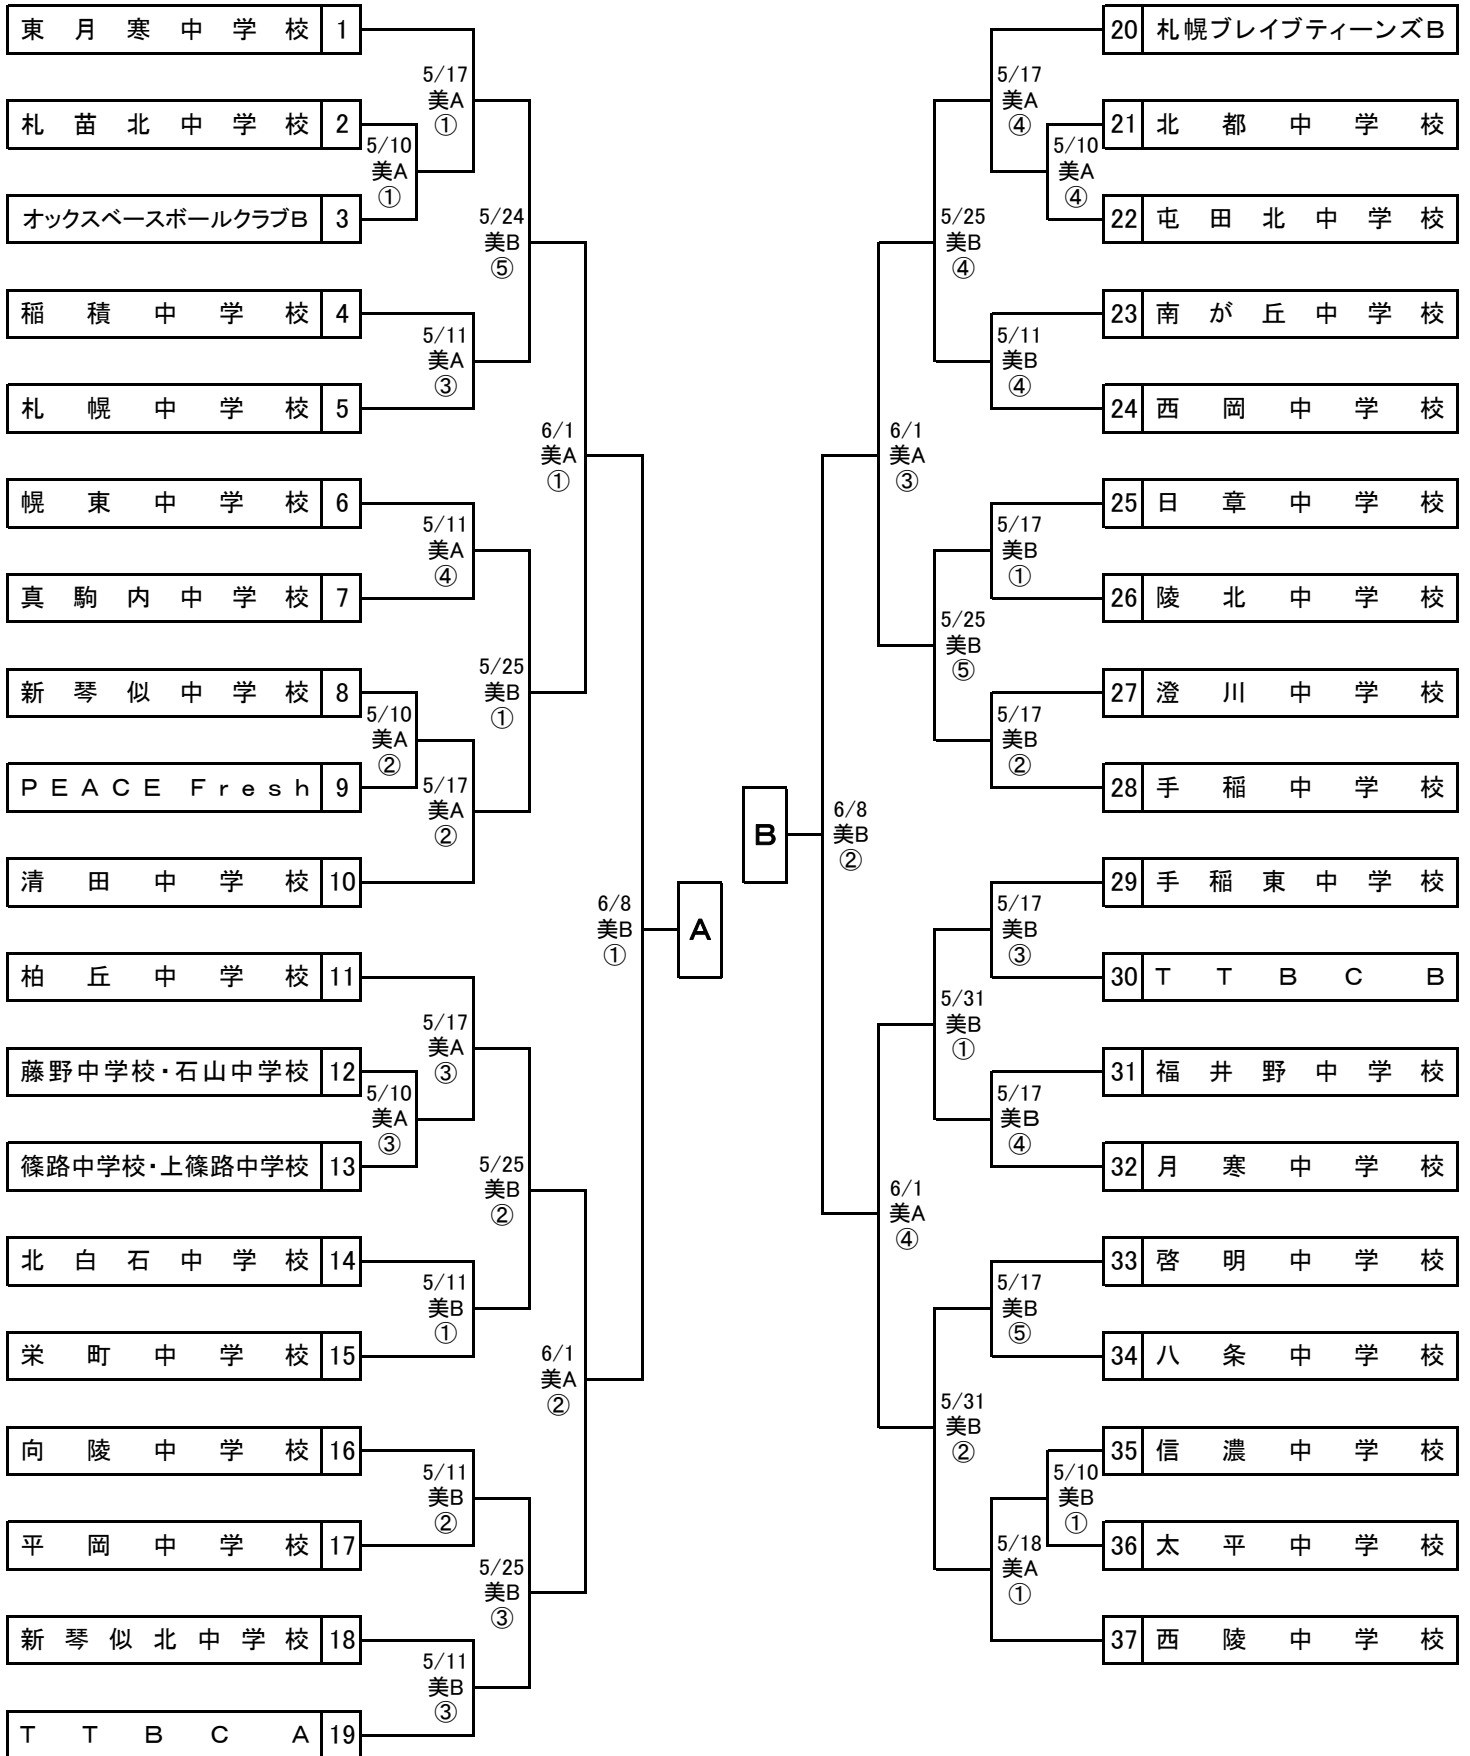 東月寒中学校 1
5/17
美A
①
札苗北中学校 2
5/10
美A
①
オックスベースボールクラブB 3
5/24
美B
⑤
稲積中学校 4
5/11
美A
③
札幌中学校 5
6/1
美A
①
幌東中学校 6
5/11
美A
④
真駒内中学校 7
5/25
美B
①
新琴似中学校 8
5/10
美A
②
PEACE Fresh 9
5/17
美A
②
清田中学校 10
6/8
美B
①
A
柏丘中学校 11
5/17
美A
③
藤野中学校・石山中学校 12
5/10
美A
③
篠路中学校・上篠路中学校 13
5/25
美B
②
北白石中学校 14
5/11
美B
①
栄町中学校 15
6/1
美A
②
向陵中学校 16
5/11
美B
②
平岡中学校 17
5/25
美B
③
新琴似北中学校 18
5/11
美B
③
TTBC A 19
20 札幌ブレイブティーンズB
5/17
美A
④
21 北都中学校
5/10
美A
④
22 屯田北中学校
5/25
美B
④
23 南が丘中学校
5/11
美B
④
24 西岡中学校
6/1
美A
③
25 日章中学校
5/17
美B
①
26 陵北中学校
5/25
美B
⑤
27 澄川中学校
5/17
美B
②
28 手稲中学校
B
6/8
美B
②
29 手稲東中学校
5/17
美B
③
30 TTBC B
5/31
美B
①
31 福井野中学校
5/17
美B
④
32 月寒中学校
6/1
美A
④
33 啓明中学校
5/17
美B
⑤
34 八条中学校
5/31
美B
②
35 信濃中学校
5/10
美B
①
36 太平中学校
5/18
美A
①
37 西陵中学校